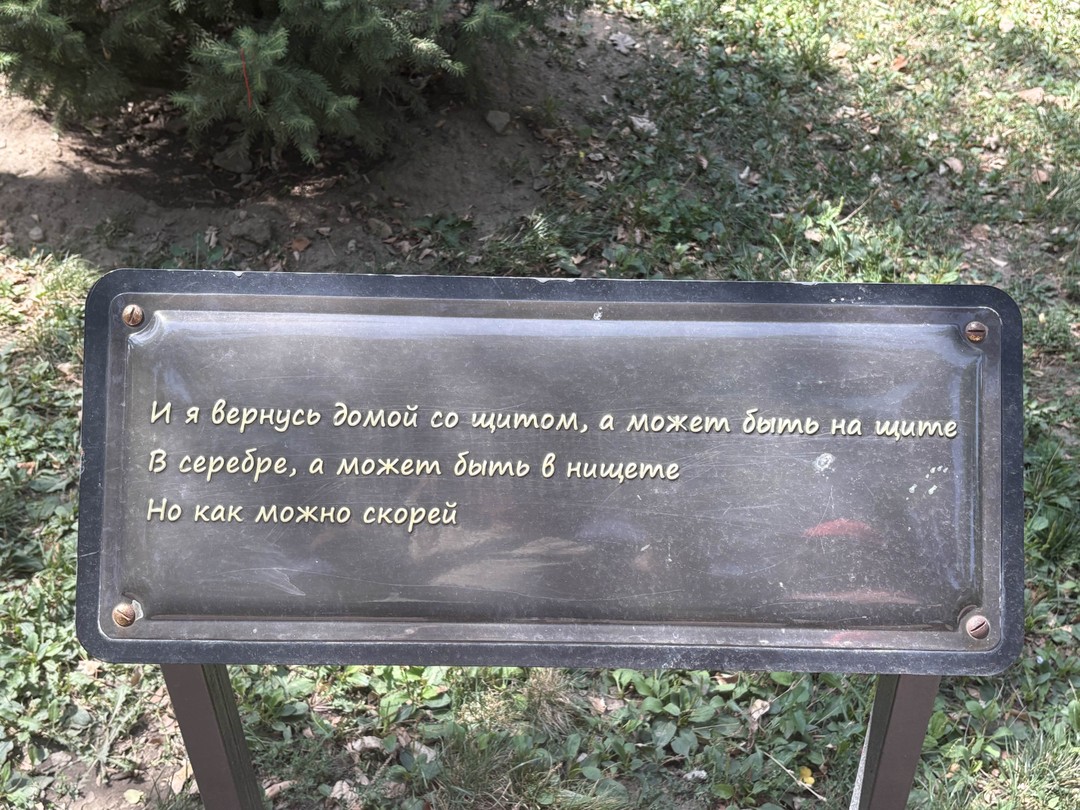 И я вернусь домой со щитом, а может быть на щите
В серебре, а может быть в нищете
Но как можно скорей